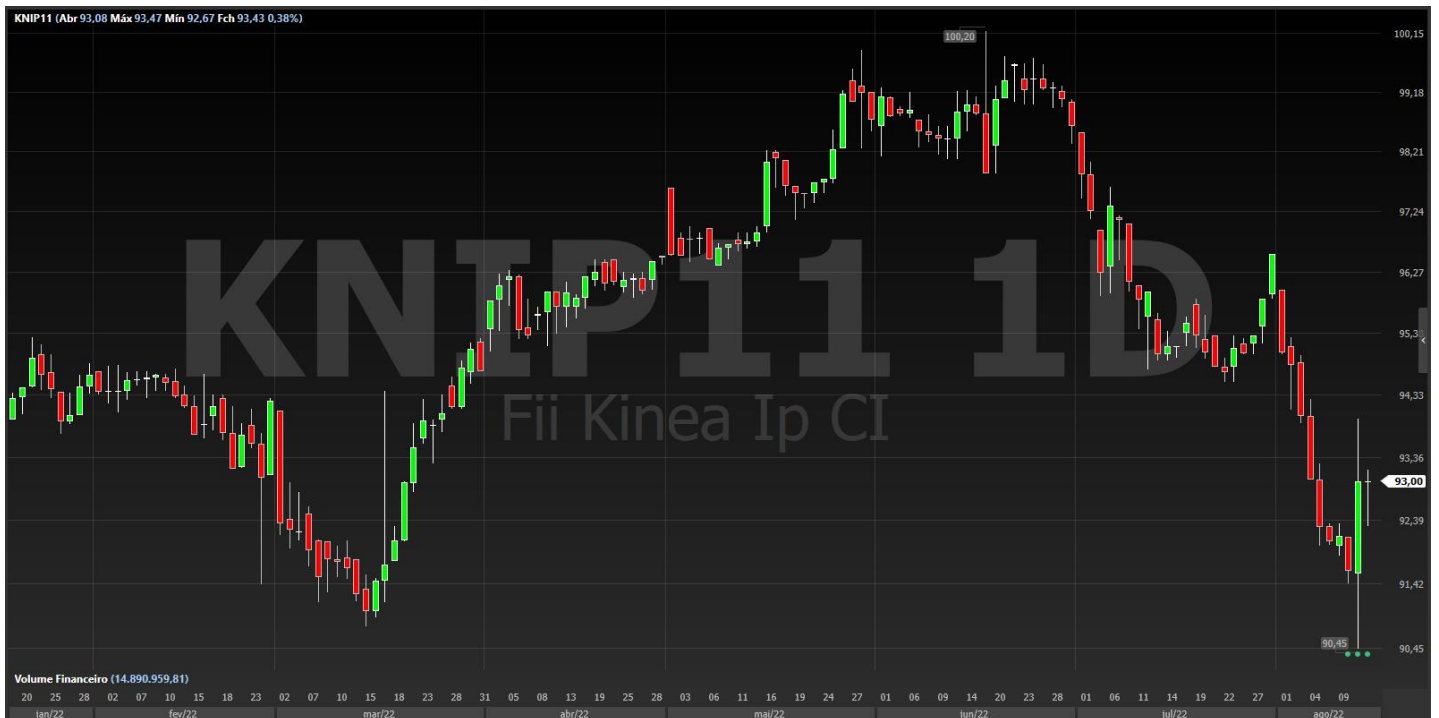 KNIP11 (Abr 93,08 Máx 93,47 Mín 92,67 Fch 93,43 0,38%)
100,20
100,15
99,18
98,21
97,24
KNIP11 1D
96,27
95,30
94,33
Fii Kinea Ip CI
93,36
93,00
92,39
91,42
90,45
90,45
Volume Financeiro (14.890.959,81)
20 25 28 02 07 10 15 18 23 02 07 10 15 18 23 28 31 05 08 13 19 25 28 03 06 11 16 19 24 27 01 06 09 14 20 23 28 01 06 11 14 19 22 27 01 04 09
jan/22 fev/22 mar/22 abr/22 mai/22 jun/22 jul/22 ago/22